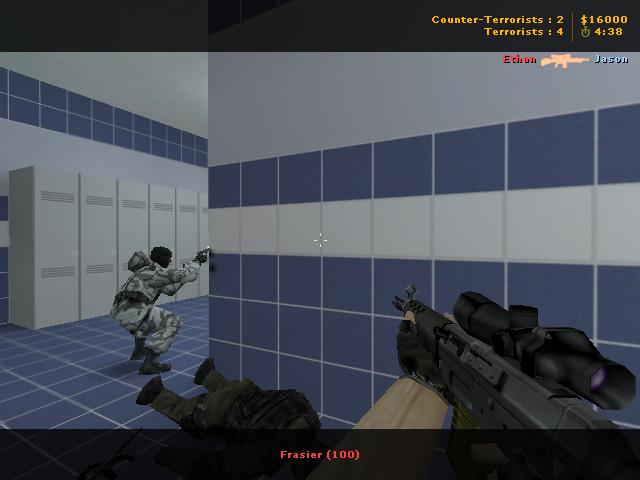 Counter-Terrorists : 2 $16000
Terrorists : 4 4:38
Ethan Jason
Frasier (100)